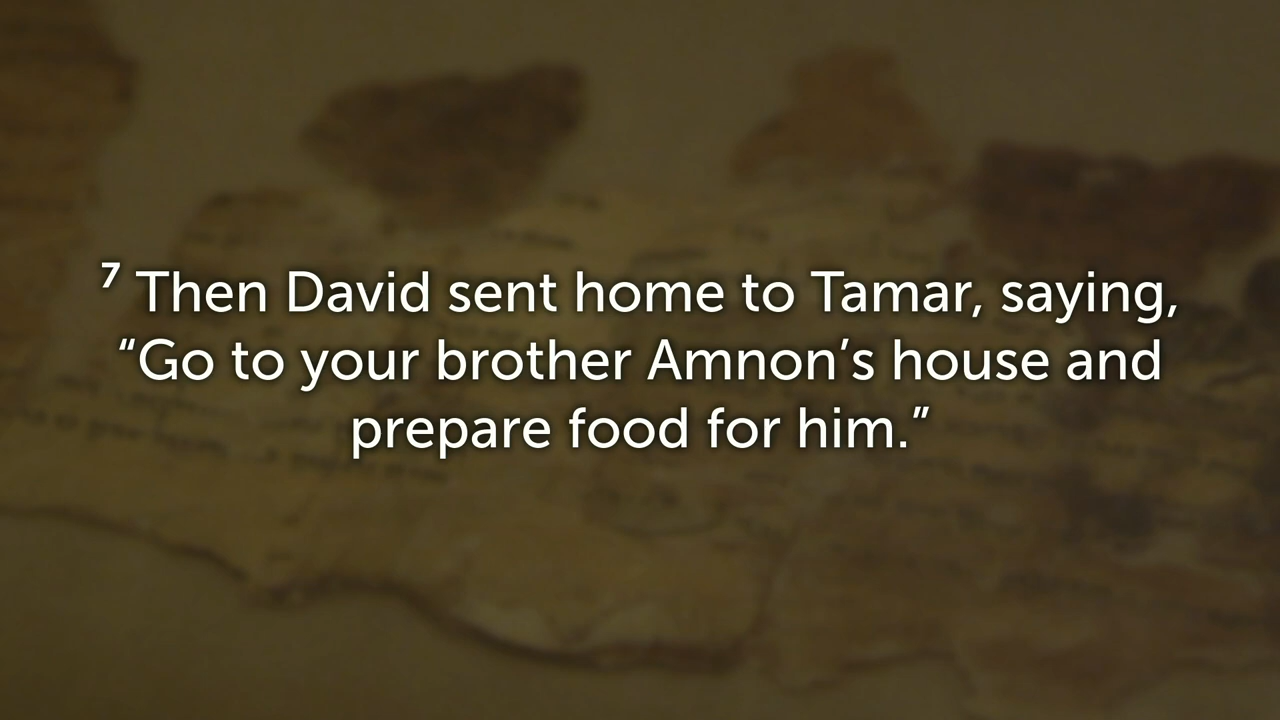 ⁷ Then David sent home to Tamar, saying,
“Go to your brother Amnon’s house and
prepare food for him.”